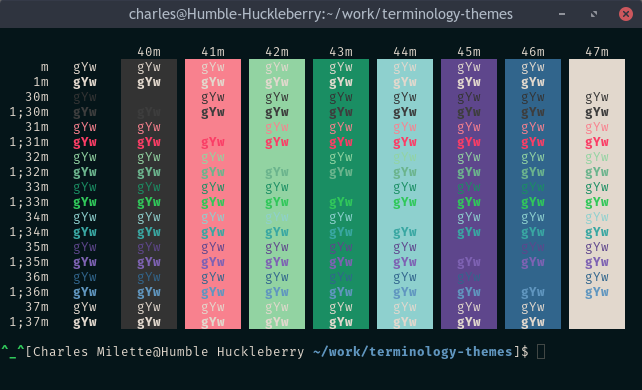 charles@Humble-Huckleberry:~/work/terminology-themes
40m 41m 42m 43m 44m 45m 46m 47m
m gYw gYw gYw gYw gYw gYw gYw gYw
1m gYw gYw gYw gYw gYw gYw gYw gYw
30m gYw gYw gYw gYw gYw gYw gYw gYw
1;30m gYw gYw gYw gYw gYw gYw gYw gYw gYw
31m gYw gYw gYw gYw gYw gYw gYw gYw
1;31m gYw gYw gYw gYw gYw gYw gYw gYw gYw
32m gYw gYw gYw gYw gYw gYw gYw gYw
1;32m gYw gYw gYw gYw gYw gYw gYw gYw gYw
33m gYw gYw gYw gYw gYw gYw gYw gYw
1;33m gYw gYw gYw gYw gYw gYw gYw gYw gYw
34m gYw gYw gYw gYw gYw gYw gYw gYw
1;34m gYw gYw gYw gYw gYw gYw gYw gYw gYw
35m gYw gYw gYw gYw gYw gYw gYw gYw
1;35m gYw gYw gYw gYw gYw gYw gYw gYw gYw
36m gYw gYw gYw gYw gYw gYw gYw gYw
1;36m gYw gYw gYw gYw gYw gYw gYw gYw gYw
37m gYw gYw gYw gYw gYw gYw gYw gYw
1;37m gYw gYw gYw gYw gYw gYw gYw gYw
^_^[Charles Milette@Humble Huckleberry ~/work/terminology-themes]$